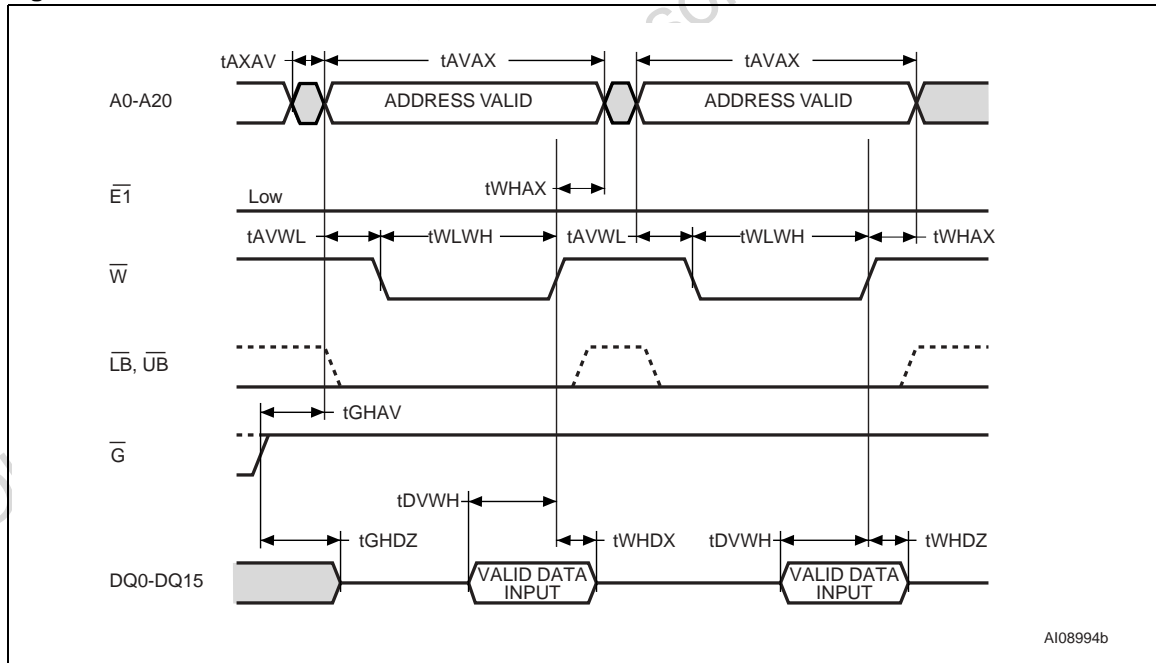 tAXAV tAVAX tAVAX
A0-A20 ADDRESS VALID ADDRESS VALID
E1 Low tWHAX
tAVWL tWLWH tAVWL tWLWH tWHAX
W
LB, UB
tGHAV
G
tDVWH
tGHDZ tWHDX tDVWH tWHDZ
DQ0-DQ15 VALID DATA INPUT VALID DATA INPUT
AI08994b